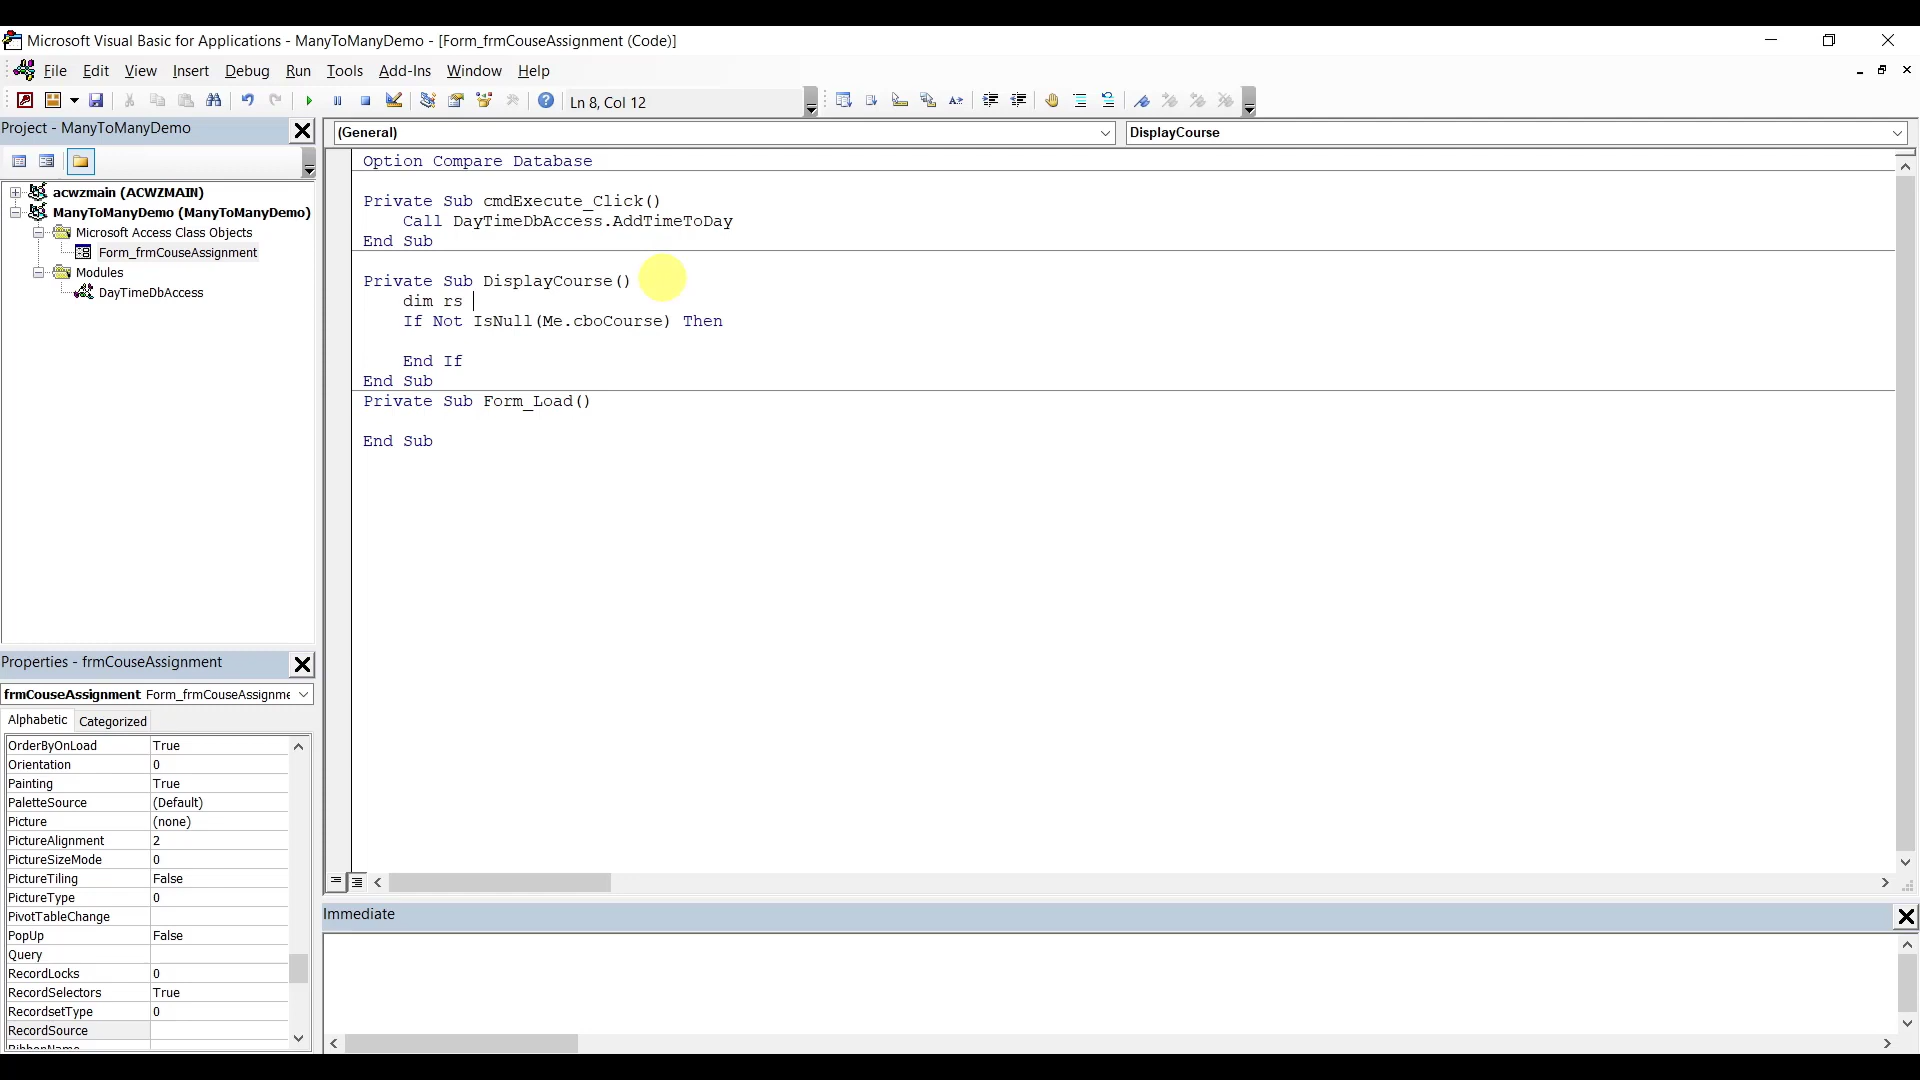 Microsoft Visual Basic for Applications - ManyToManyDemo - [Form_frmCouseAssignment (Code)]
File Edit View Insert Debug Run Tools Add-Ins Window Help
Ln 8, Col 12
Project - ManyToManyDemo
acwzmain (ACWZMAIN)
ManyToManyDemo (ManyToManyDemo)
Microsoft Access Class Objects
Form_frmCouseAssignment
Modules
DayTimeDbAccess
(General) DisplayCourse
Option Compare Database
Private Sub cmdExecute_Click()
Call DayTimeDbAccess.AddTimeToDay
End Sub
Private Sub DisplayCourse()
dim rs
If Not IsNull(Me.cboCourse) Then
End If
End Sub
Private Sub Form_Load()
End Sub
Properties - frmCouseAssignment
frmCouseAssignment Form_frmCouseAssignme
Alphabetic Categorized
OrderByOnLoad True
Orientation 0
Painting True
PaletteSource (Default)
Picture (none)
PictureAlignment 2
PictureSizeMode 0
PictureTiling False
PictureType 0
PivotTableChange
PopUp False
Query
RecordLocks 0
RecordSelectors True
RecordsetType 0
RecordSource
RibbonName
Immediate